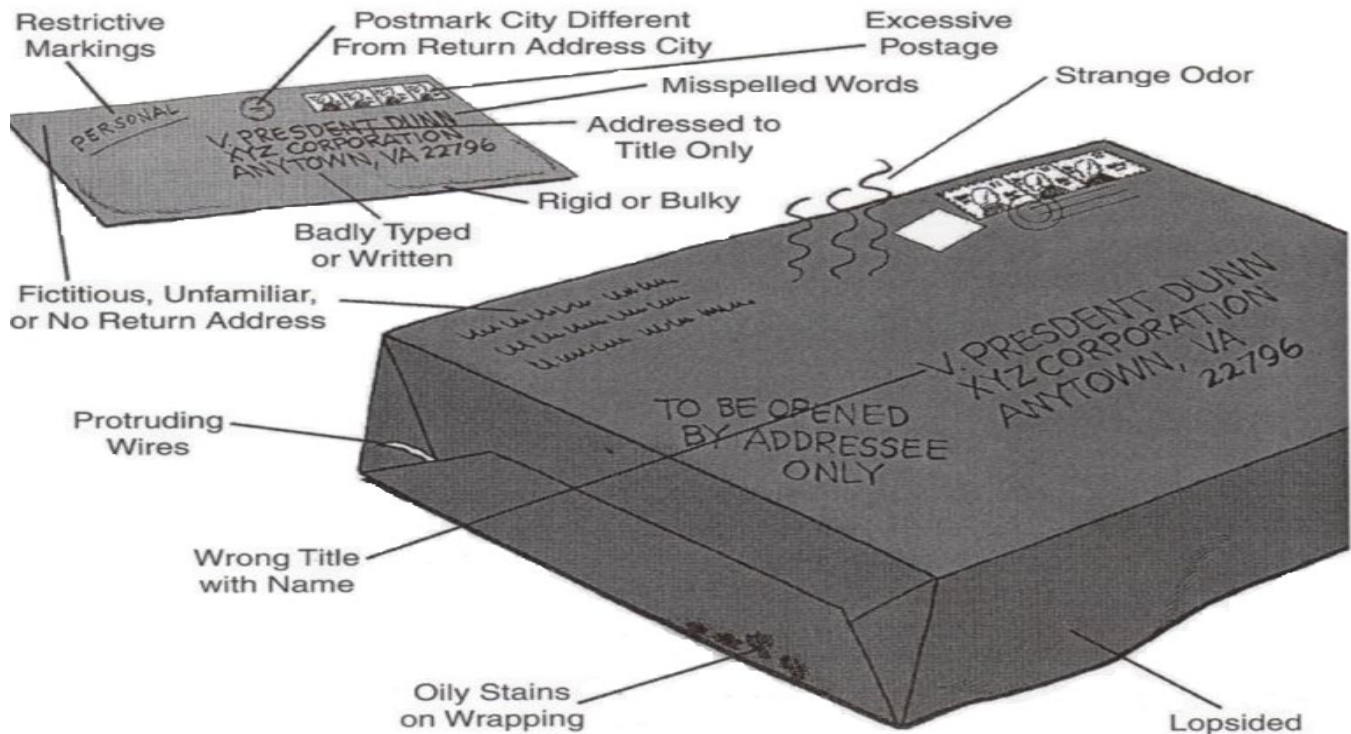 Restrictive
Markings
Postmark City Different
From Return Address City
Excessive
Postage
Misspelled Words
Strange Odor
Addressed to
Title Only
PERSONAL
V. PRESDENT DUNN
XYZ CORPORATION
ANYTOWN, VA 22796
Rigid or Bulky
Badly Typed
or Written
Fictitious, Unfamiliar,
or No Return Address
V. PRESDENT DUNN
XYZ CORPORATION
ANYTOWN, VA
22796
TO BE OPENED
BY ADDRESSEE
ONLY
Protruding
Wires
Wrong Title
with Name
Oily Stains
on Wrapping
Lopsided